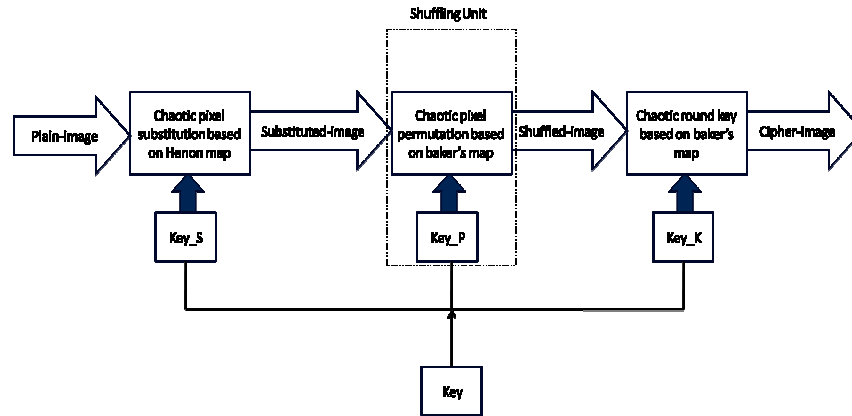 Shuffling Unit
Plain-image
Chaotic pixel
substitution based
on Henon map
Substituted-image
Chaotic pixel
permutation based
on baker's map
Shuffled-image
Chaotic round key
based on baker's
map
Cipher-image
Key_S
Key_P
Key_K
Key